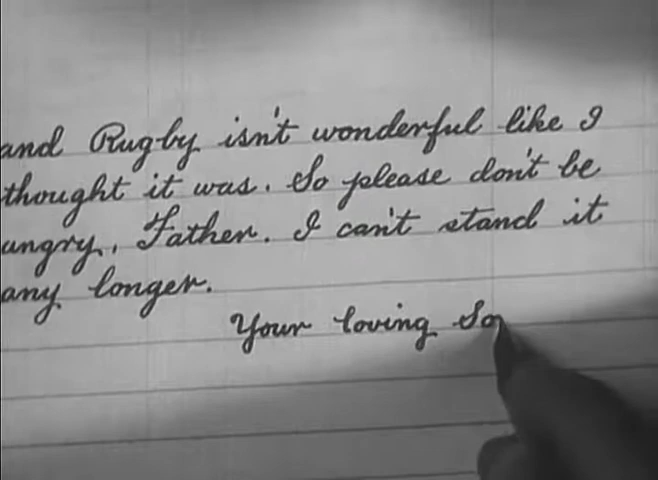 and Rugby isn't wonderful like I
thought it was. So please don't be
angry, Father. I can't stand it
any longer.
Your loving So